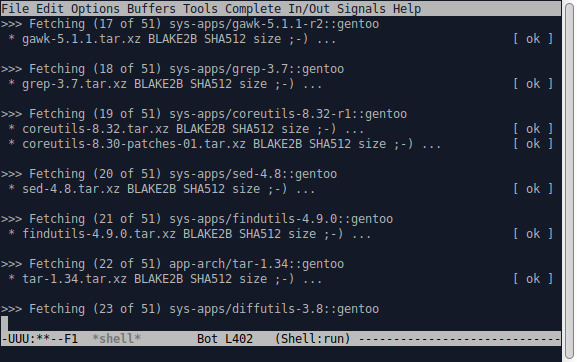 File Edit Options Buffers Tools Complete In/Out Signals Help
>>> Fetching (17 of 51) sys-apps/gawk-5.1.1-r2::gentoo
 * gawk-5.1.1.tar.xz BLAKE2B SHA512 size ;-) ... [ ok ]
>>> Fetching (18 of 51) sys-apps/grep-3.7::gentoo
 * grep-3.7.tar.xz BLAKE2B SHA512 size ;-) ... [ ok ]
>>> Fetching (19 of 51) sys-apps/coreutils-8.32-r1::gentoo
 * coreutils-8.32.tar.xz BLAKE2B SHA512 size ;-) ... [ ok ]
 * coreutils-8.30-patches-01.tar.xz BLAKE2B SHA512 size ;-) ... [ ok ]
>>> Fetching (20 of 51) sys-apps/sed-4.8::gentoo
 * sed-4.8.tar.xz BLAKE2B SHA512 size ;-) ... [ ok ]
>>> Fetching (21 of 51) sys-apps/findutils-4.9.0::gentoo
 * findutils-4.9.0.tar.xz BLAKE2B SHA512 size ;-) ... [ ok ]
>>> Fetching (22 of 51) app-arch/tar-1.34::gentoo
 * tar-1.34.tar.xz BLAKE2B SHA512 size ;-) ... [ ok ]
>>> Fetching (23 of 51) sys-apps/diffutils-3.8::gentoo
-UUU:**--F1  *shell*        Bot L402   (Shell:run) -----------------------------